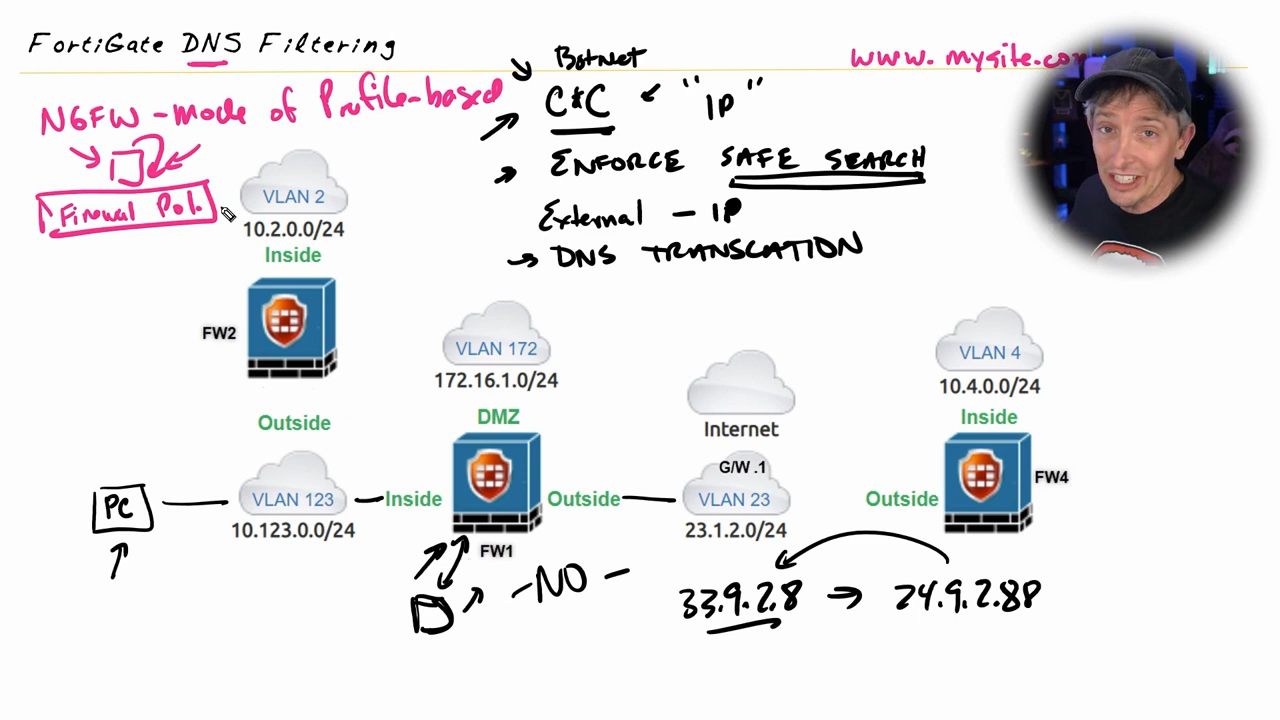 FortiGate DNS Filtering
www.mysite.com
NGFW - mode of Profile-based
Firewal Pol.
Botnet
C&C "IP"
ENFORCE SAFE SEARCH
External - IP
DNS TRANSLATION
VLAN 2
10.2.0.0/24
Inside
FW2
Outside
VLAN 172
172.16.1.0/24
DMZ
Internet
VLAN 4
10.4.0.0/24
Inside
PC
VLAN 123
10.123.0.0/24
Inside
FW1
Outside
G/W .1
VLAN 23
23.1.2.0/24
Outside
FW4
D
-NO-
33.9.2.8 → 24.9.2.88